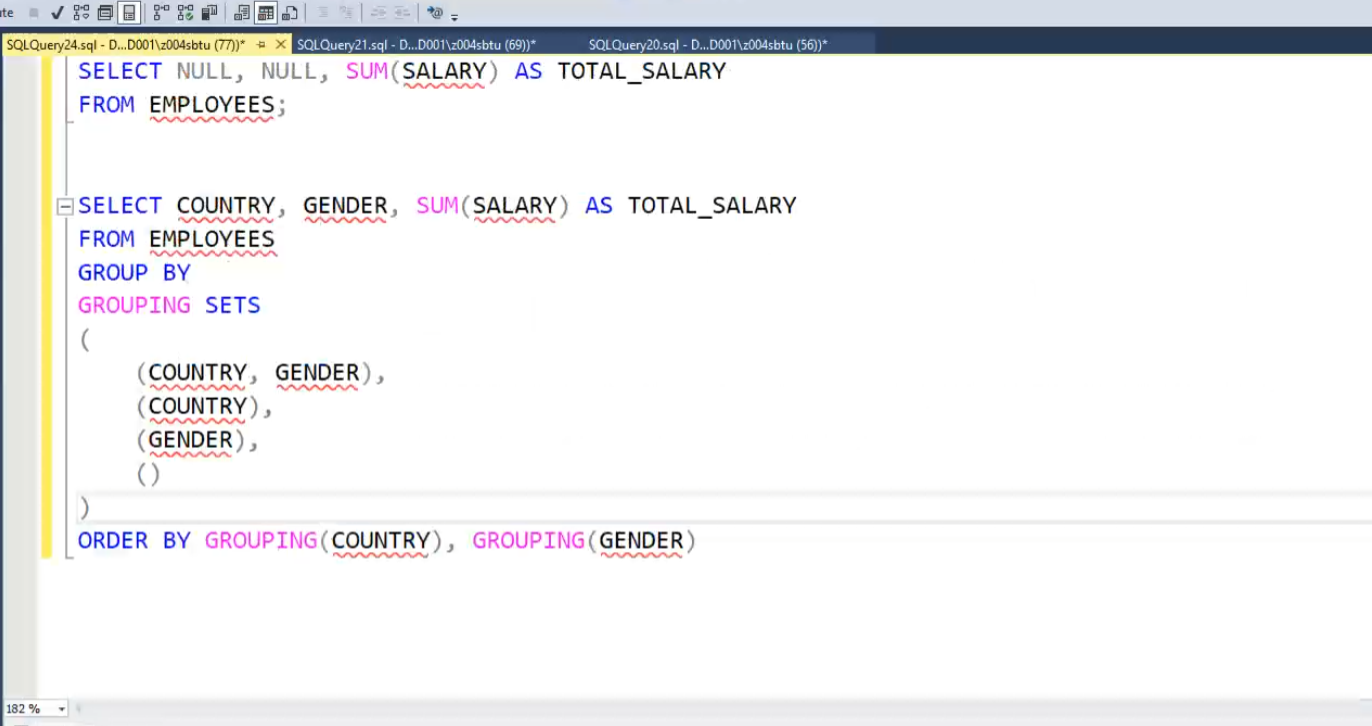 te
SQLQuery24.sql - D...D001\z004sbtu (77))* SQLQuery21.sql - D...D001\z004sbtu (69))* SQLQuery20.sql - D...D001\z004sbtu (56))*
SELECT NULL, NULL, SUM(SALARY) AS TOTAL_SALARY
FROM EMPLOYEES;
SELECT COUNTRY, GENDER, SUM(SALARY) AS TOTAL_SALARY
FROM EMPLOYEES
GROUP BY
GROUPING SETS
(
(COUNTRY, GENDER),
(COUNTRY),
(GENDER),
()
)
ORDER BY GROUPING(COUNTRY), GROUPING(GENDER)
182 %